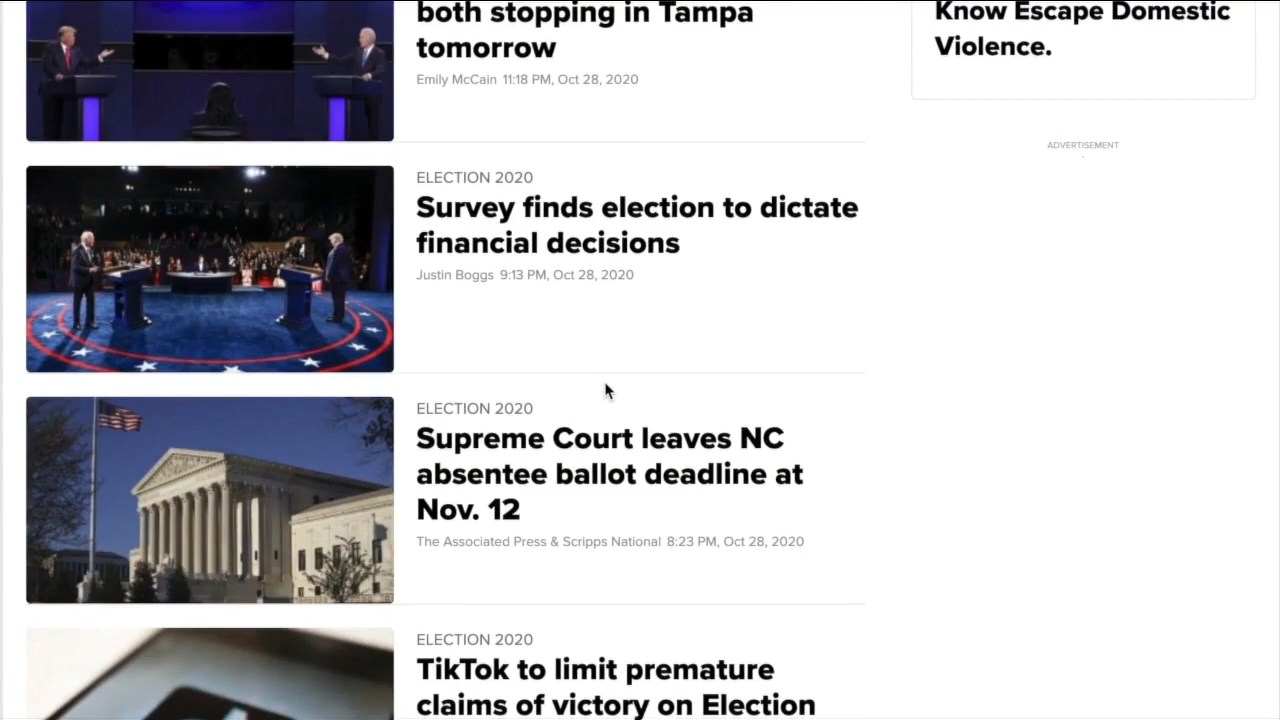 both stopping in Tampa
tomorrow
Emily McCain 11:18 PM, Oct 28, 2020
ELECTION 2020
Survey finds election to dictate
financial decisions
Justin Boggs 9:13 PM, Oct 28, 2020
ELECTION 2020
Supreme Court leaves NC
absentee ballot deadline at
Nov. 12
The Associated Press & Scripps National 8:23 PM, Oct 28, 2020
ELECTION 2020
TikTok to limit premature
claims of victory on Election
Know Escape Domestic
Violence.
ADVERTISEMENT